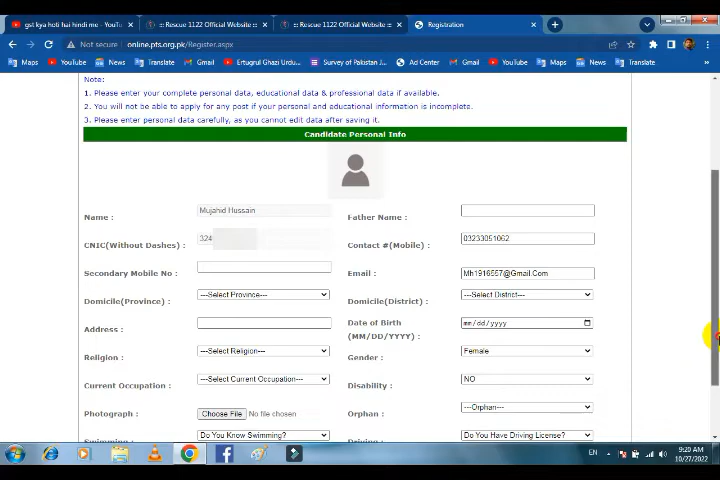 gst kya hoti hai hindi me - YouTu
:: Rescue 1122 Official Website ::
:: Rescue 1122 Official Website ::
Registration
Not secure | online.pts.org.pk/Register.aspx
Maps YouTube News Translate Gmail Ertugrul Ghazi Urdu... Survey of Pakistan J... Ad Center Gmail YouTube Maps News Translate »
Note:
1. Please enter your complete personal data, educational data & professional data if available.
2. You will not be able to apply for any post if your personal and educational information is incomplete.
3. Please enter personal data carefully, as you cannot edit data after saving it.
Candidate Personal Info
Name : Mujahid Hussain Father Name :
CNIC(Without Dashes) : 324 Contact #(Mobile) : 03233051062
Secondary Mobile No : Email : Mh1916557@Gmail.Com
Domicile(Province) : ---Select Province--- Domicile(District) : ---Select District---
Address : Date of Birth (MM/DD/YYYY) : mm/dd/yyyy
Religion : ---Select Religion--- Gender : Female
Current Occupation : ---Select Current Occupation--- Disability : NO
Photograph : Choose File No file chosen Orphan : ---Orphan---
Swimming Do You Know Swimming? Driving Do You Have Driving License?
EN
9:20 AM
10/27/2022